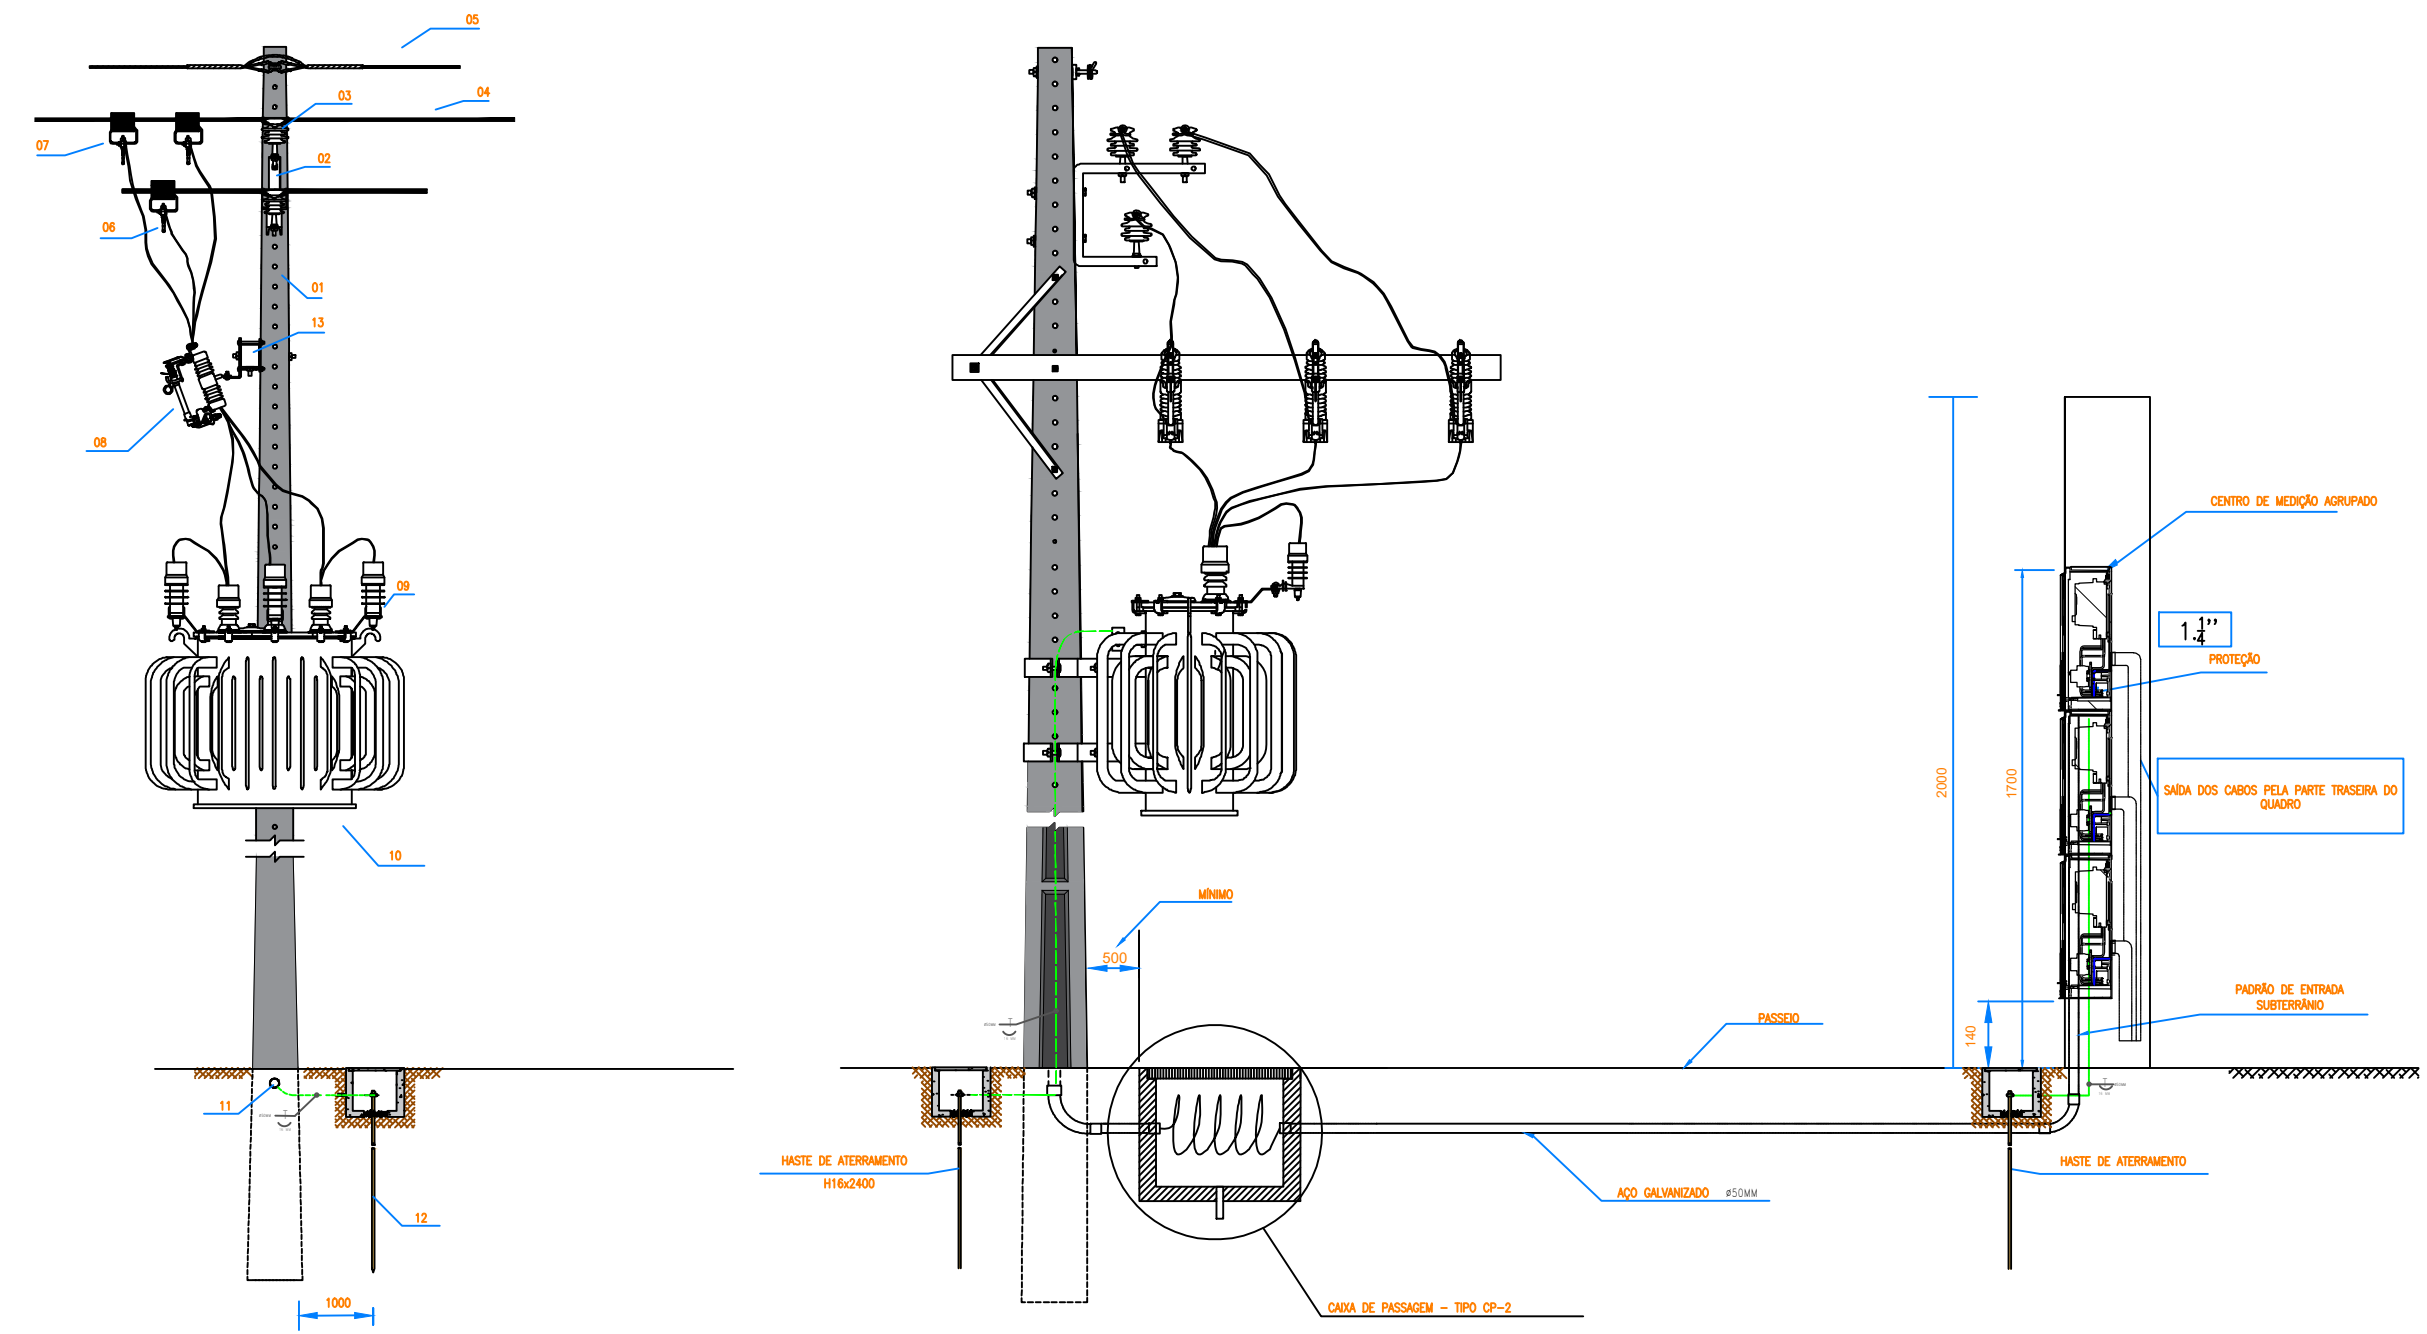 05
04
03
07
02
06
01
13
08
09
10
11
12
1000
MÍNIMO
500
HASTE DE ATERRAMENTO
H16x2400
PASSEIO
AÇO GALVANIZADO Ø50MM
CAIXA DE PASSAGEM - TIPO CP-2
2000
1700
140
CENTRO DE MEDIÇÃO AGRUPADO
1.1/4''
PROTEÇÃO
SAÍDA DOS CABOS PELA PARTE TRASEIRA DO
QUADRO
PADRÃO DE ENTRADA
SUBTERRÂNIO
HASTE DE ATERRAMENTO